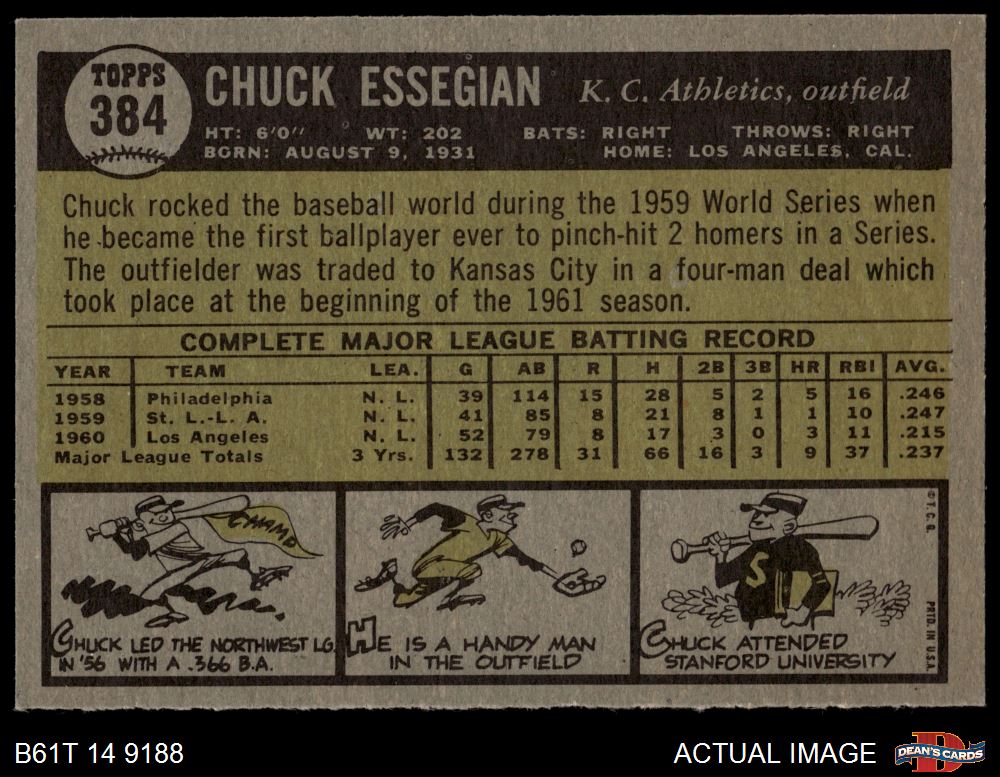 TOPPS
384
CHUCK ESSEGIAN K. C. Athletics, outfield
HT: 6'0" WT: 202 BATS: RIGHT THROWS: RIGHT
BORN: AUGUST 9, 1931 HOME: LOS ANGELES, CAL.
Chuck rocked the baseball world during the 1959 World Series when
he became the first ballplayer ever to pinch-hit 2 homers in a Series.
The outfielder was traded to Kansas City in a four-man deal which
took place at the beginning of the 1961 season.
COMPLETE MAJOR LEAGUE BATTING RECORD
YEAR TEAM LEA. G AB R H 2B 3B HR RBI AVG.
1958 Philadelphia N. L. 39 114 15 28 5 2 5 16 .246
1959 St. L.-L. A. N. L. 41 85 8 21 8 1 1 10 .247
1960 Los Angeles N. L. 52 79 8 17 3 0 3 11 .215
Major League Totals 3 Yrs. 132 278 31 66 16 3 9 37 .237
CHAMP
CHUCK LED THE NORTHWEST LG.
IN '56 WITH A .366 B.A.
HE IS A HANDY MAN
IN THE OUTFIELD
S
CHUCK ATTENDED
STANFORD UNIVERSITY
© T.C.G.
PRTD. IN U.S.A.
B61T 14 9188
ACTUAL IMAGE
D
DEAN'S CARDS